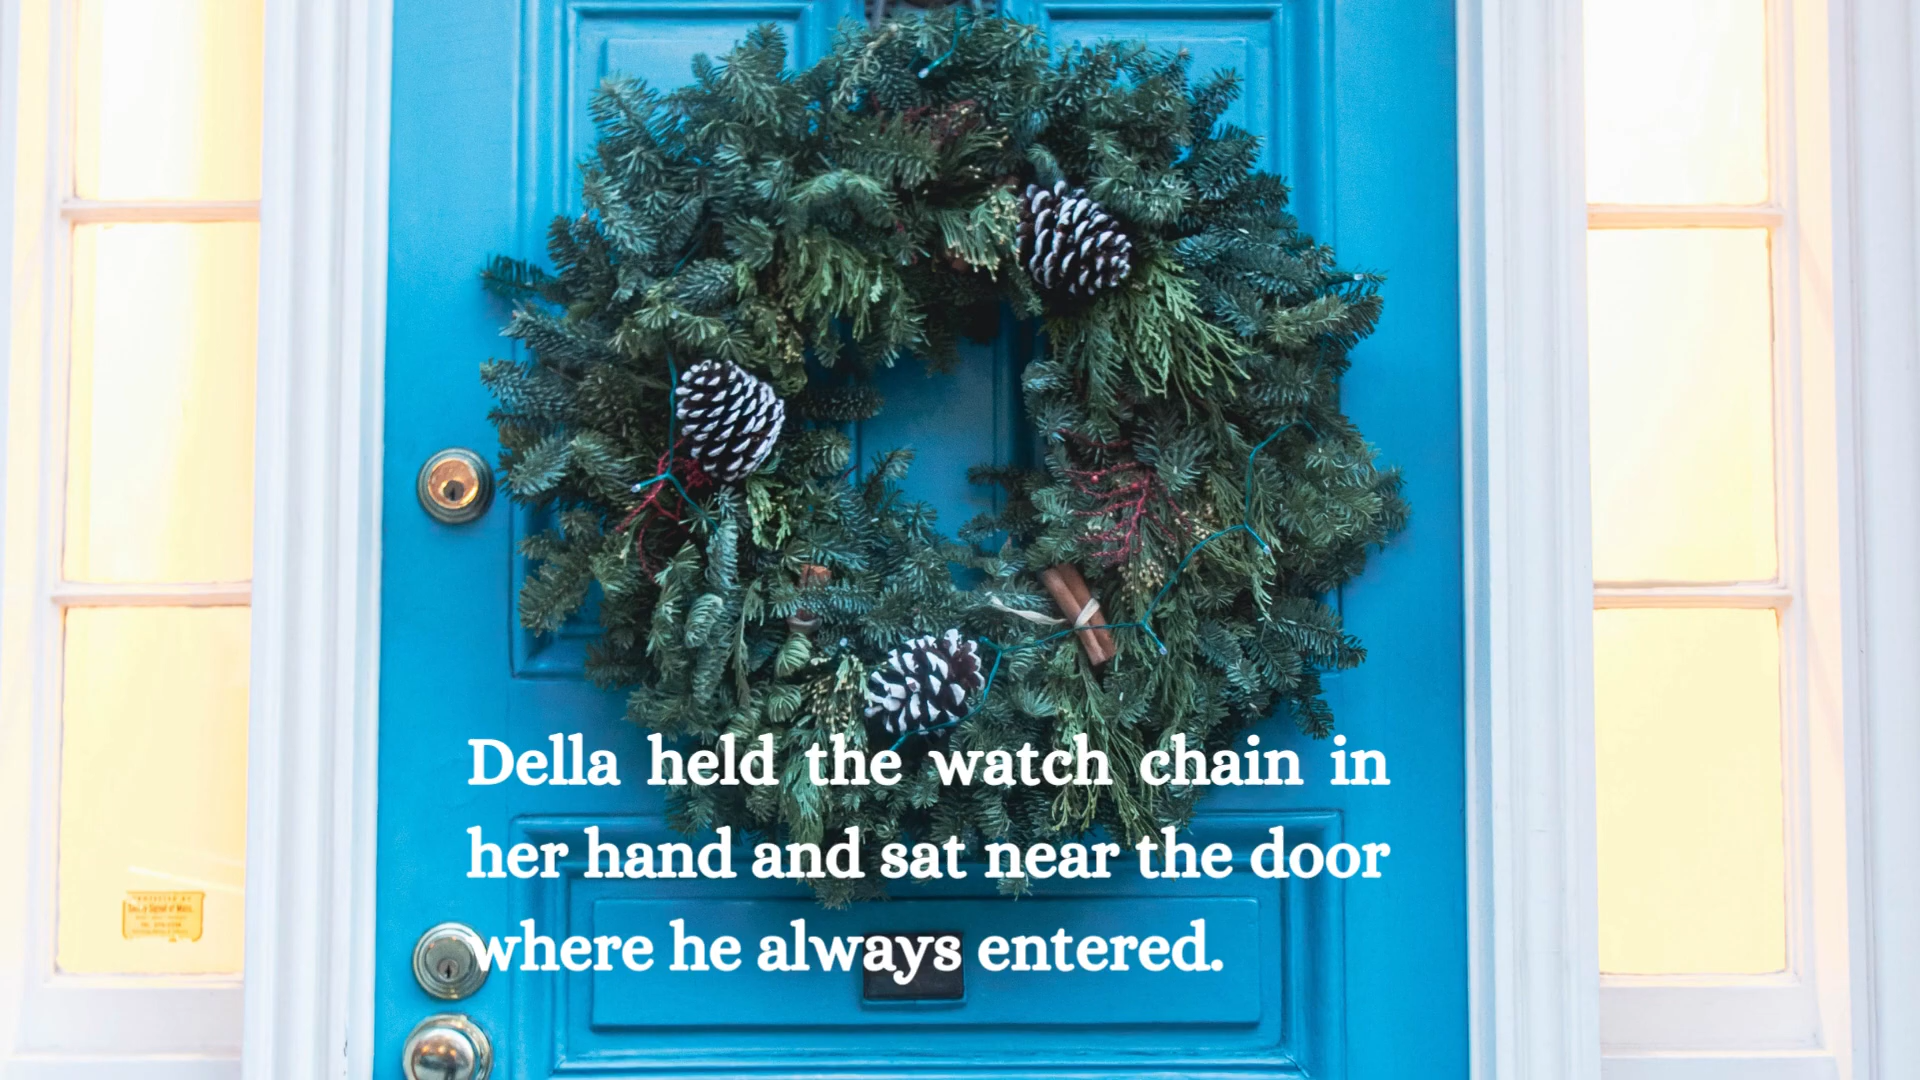 Della held the watch chain in
her hand and sat near the door
where he always entered.